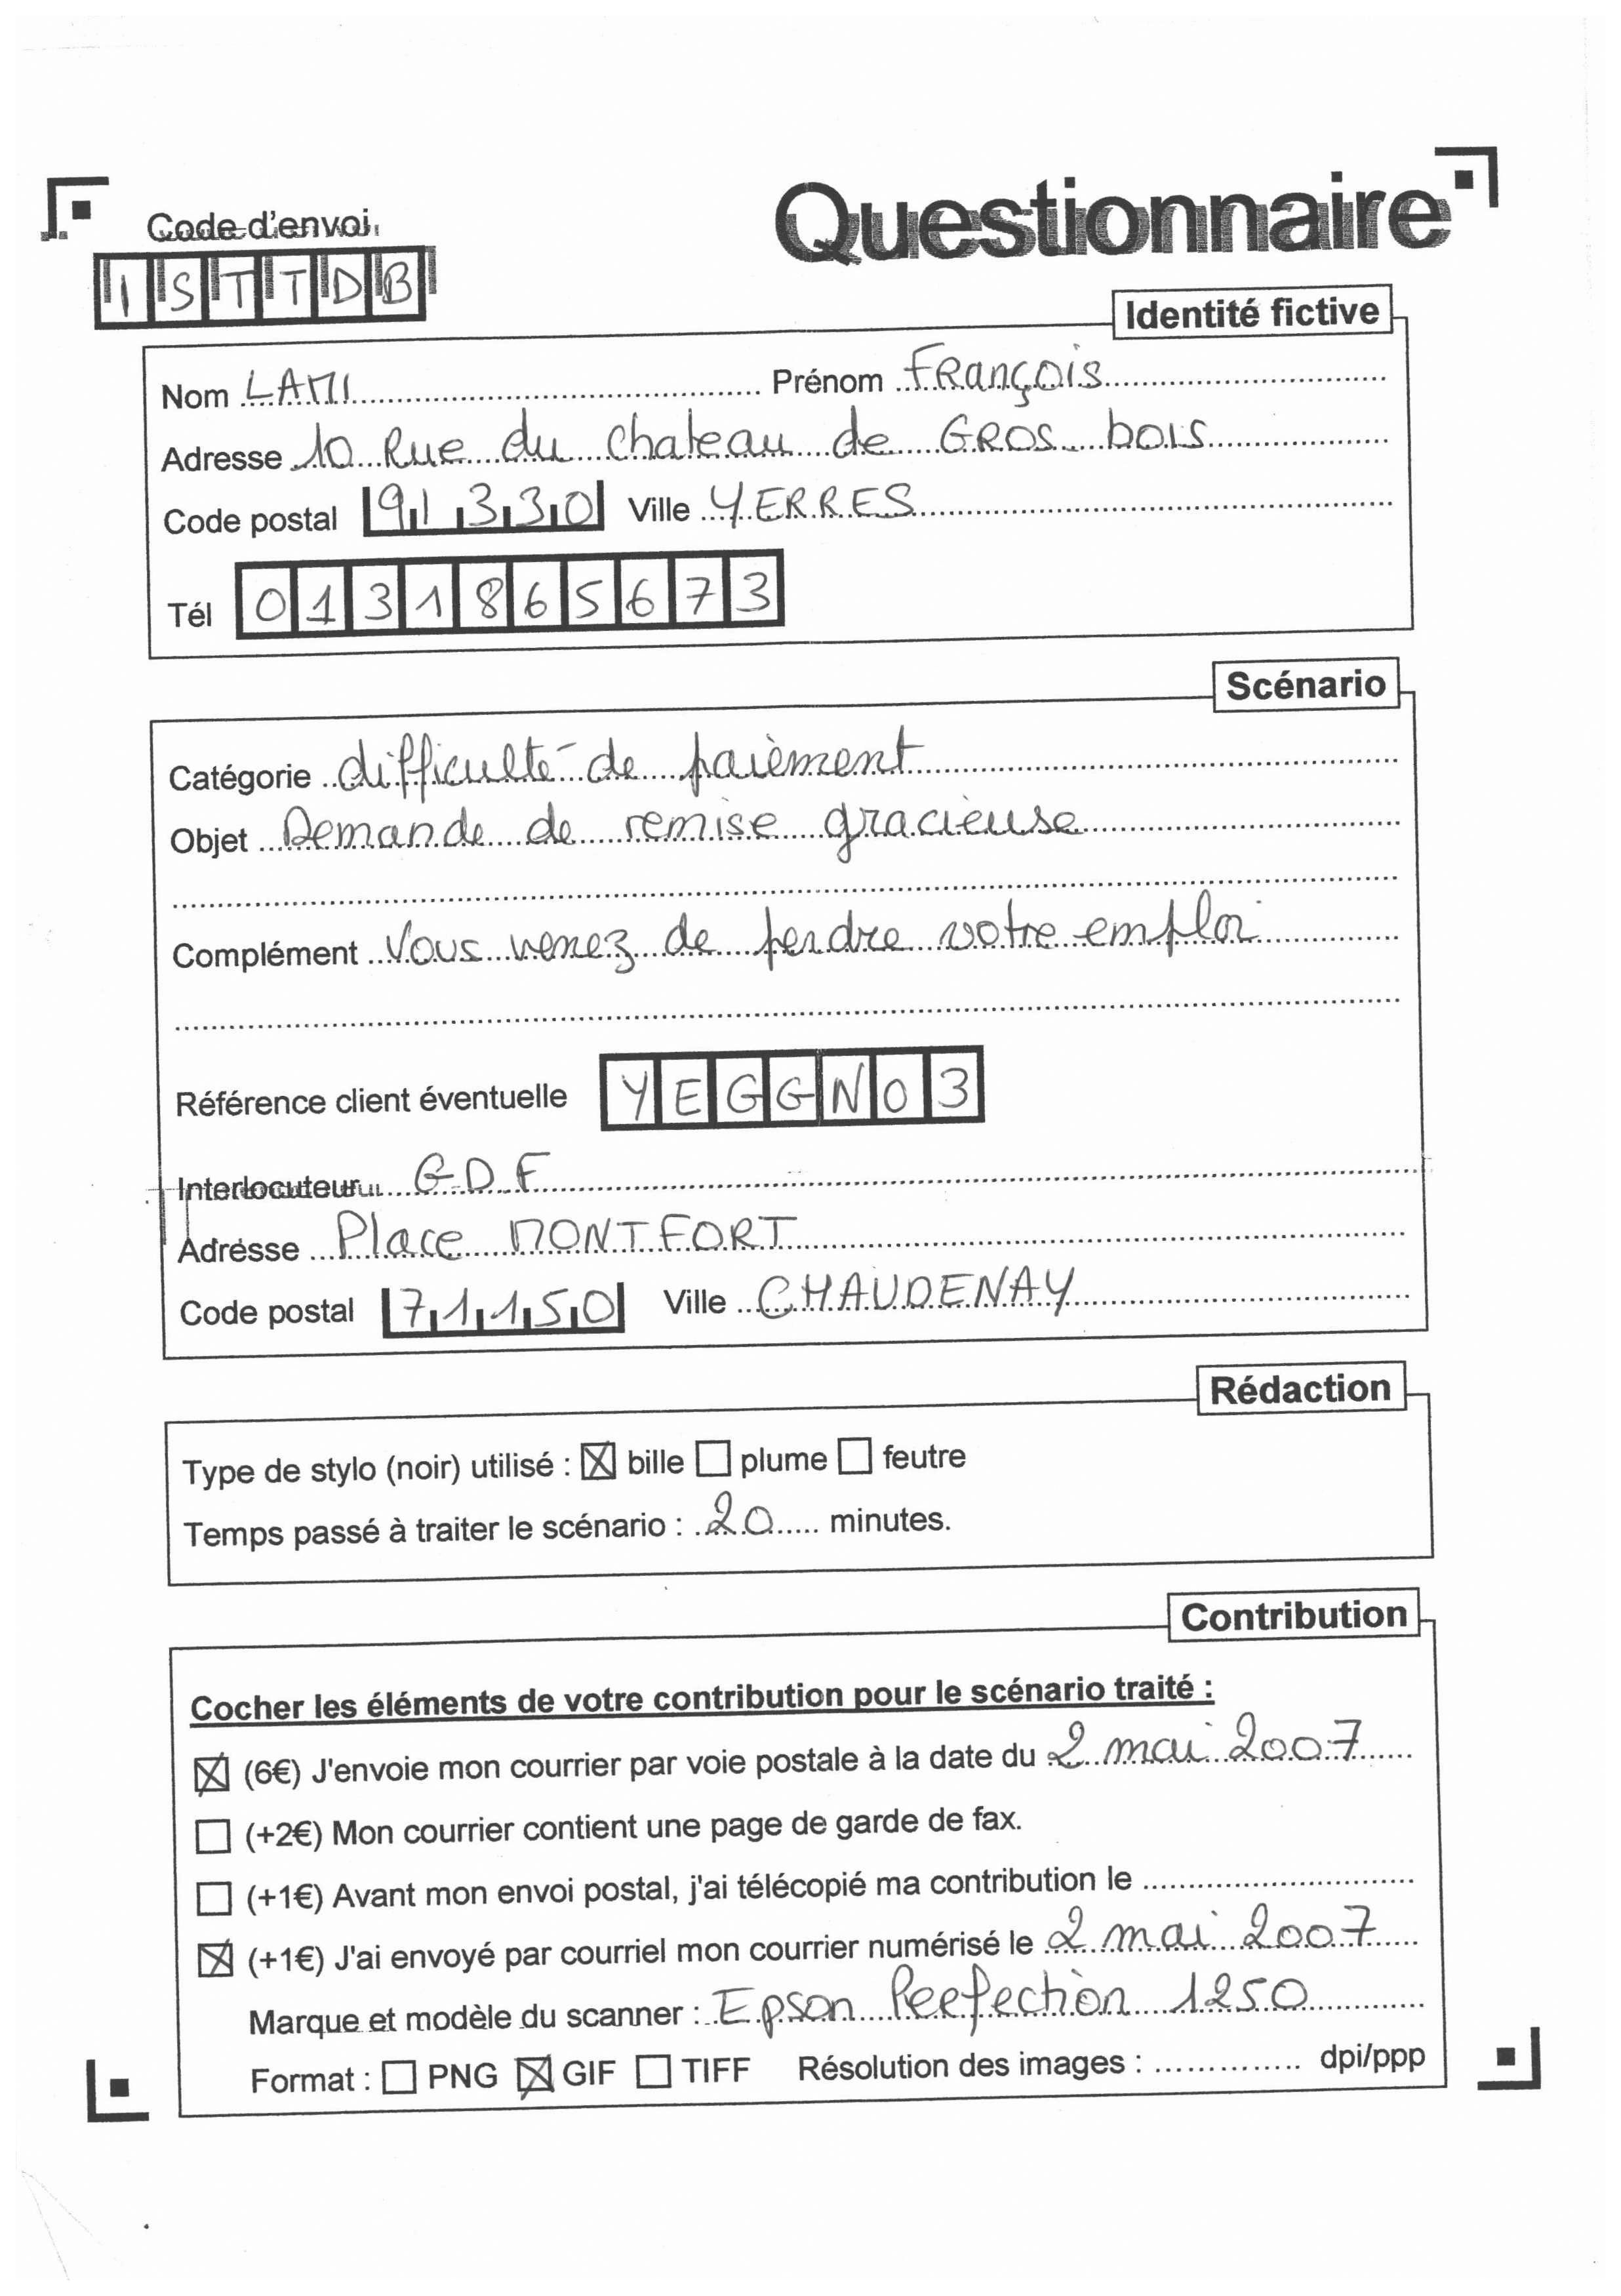 Questionnaire
Code d'envoi
ISTTDB
Identité fictive
Nom LAMI Prénom François
Adresse 10 Rue du chateau de GROS bois
Code postal 91330 Ville YERRES
Tél 0131865673
Scénario
Catégorie difficulté de paièment
Objet Demande de remise gracieuse
Complément Vous venez de perdre votre emploi
Référence client éventuelle YEGGN03
Interlocuteur GDF
Adresse Place MONTFORT
Code postal 71150 Ville CHAUDENAY
Rédaction
Type de stylo (noir) utilisé : ☒ bille ☐ plume ☐ feutre
Temps passé à traiter le scénario : 20 minutes.
Contribution
Cocher les éléments de votre contribution pour le scénario traité :
☒ (6€) J'envoie mon courrier par voie postale à la date du 2 mai 2007
☐ (+2€) Mon courrier contient une page de garde de fax.
☐ (+1€) Avant mon envoi postal, j'ai télécopié ma contribution le
☒ (+1€) J'ai envoyé par courriel mon courrier numérisé le 2 mai 2007
Marque et modèle du scanner : Epson Perfection 1250
Format : ☐ PNG ☒ GIF ☐ TIFF Résolution des images : dpi/ppp